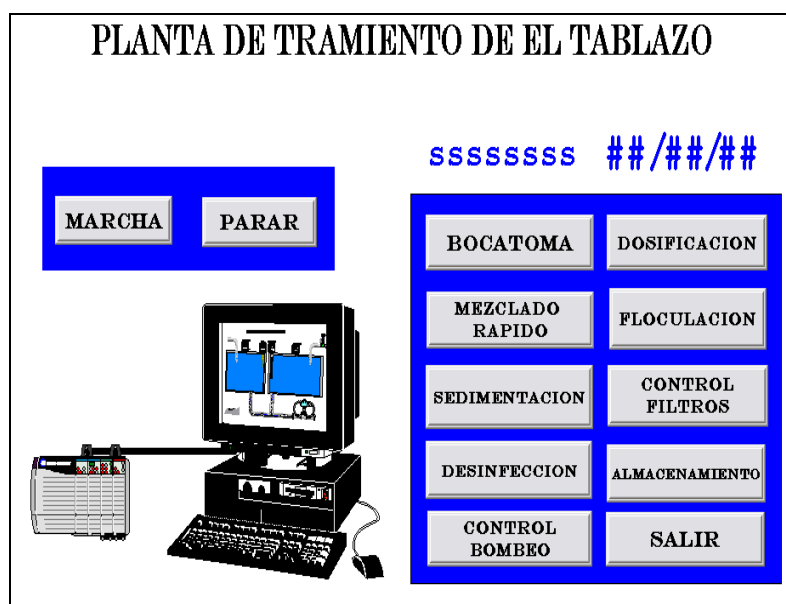 PLANTA DE TRAMIENTO DE EL TABLAZO
ssssssss ##/##/##
MARCHA PARAR
BOCATOMA DOSIFICACION
MEZCLADO
RAPIDO
FLOCULACION
SEDIMENTACION
CONTROL
FILTROS
DESINFECCION ALMACENAMIENTO
CONTROL
BOMBEO
SALIR